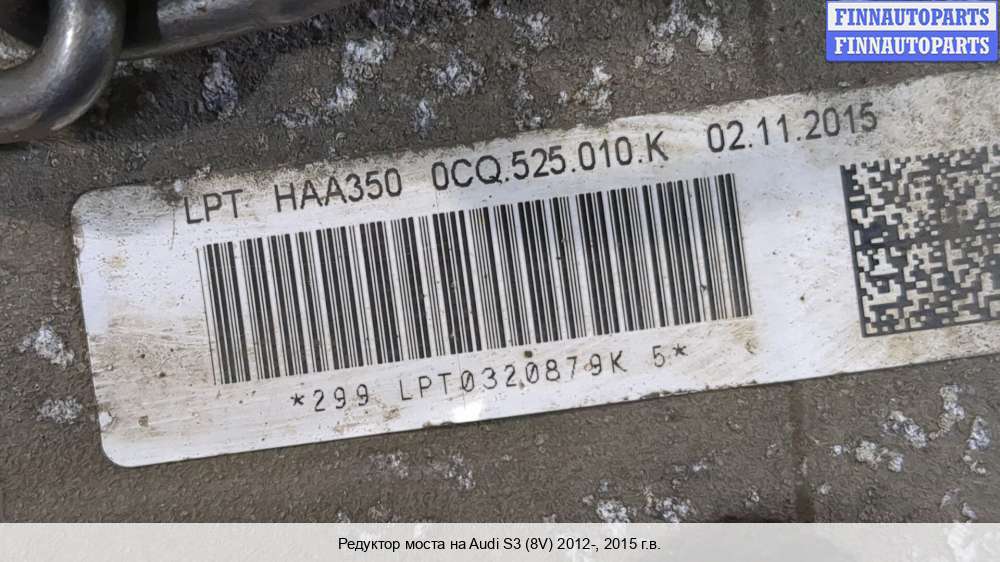 FINNAUTOPARTS
FINNAUTOPARTS
LPT HAA350 0CQ.525.010.K 02.11.2015
*299 LPT0320879K 5*
Редуктор моста на Audi S3 (8V) 2012-, 2015 г.в.